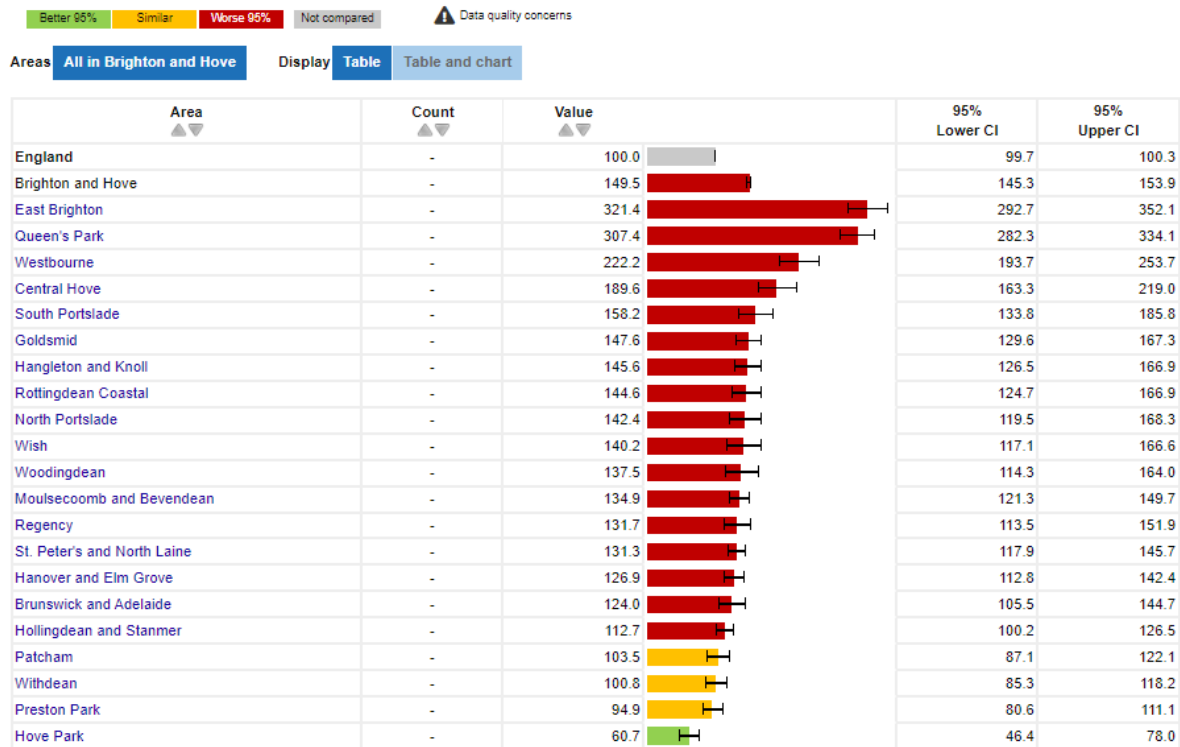 Better 95% Similar Worse 95% Not compared Data quality concerns
Areas All in Brighton and Hove Display Table Table and chart
Area Count Value 95% Lower CI 95% Upper CI
England - 100.0 99.7 100.3
Brighton and Hove - 149.5 145.3 153.9
East Brighton - 321.4 292.7 352.1
Queen's Park - 307.4 282.3 334.1
Westbourne - 222.2 193.7 253.7
Central Hove - 189.6 163.3 219.0
South Portslade - 158.2 133.8 185.8
Goldsmid - 147.6 129.6 167.3
Hangleton and Knoll - 145.6 126.5 166.9
Rottingdean Coastal - 144.6 124.7 166.9
North Portslade - 142.4 119.5 168.3
Wish - 140.2 117.1 166.6
Woodingdean - 137.5 114.3 164.0
Moulsecoomb and Bevendean - 134.9 121.3 149.7
Regency - 131.7 113.5 151.9
St. Peter's and North Laine - 131.3 117.9 145.7
Hanover and Elm Grove - 126.9 112.8 142.4
Brunswick and Adelaide - 124.0 105.5 144.7
Hollingdean and Stanmer - 112.7 100.2 126.5
Patcham - 103.5 87.1 122.1
Withdean - 100.8 85.3 118.2
Preston Park - 94.9 80.6 111.1
Hove Park - 60.7 46.4 78.0